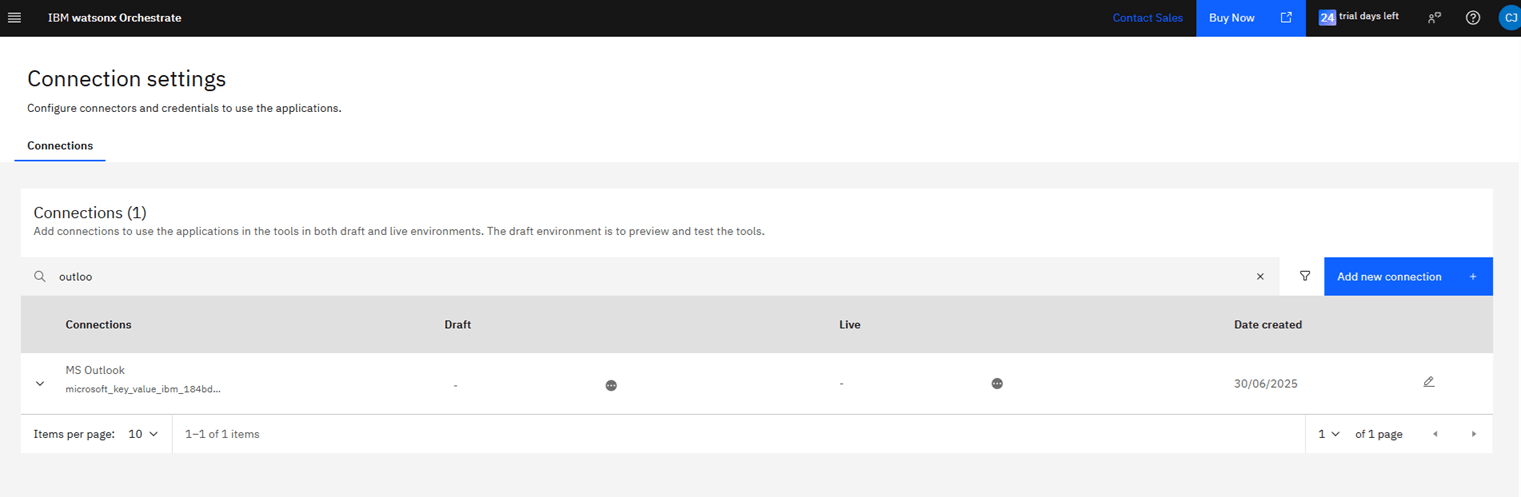 IBM watsonx Orchestrate Contact Sales Buy Now 24 trial days left CJ
Connection settings
Configure connectors and credentials to use the applications.
Connections
Connections (1)
Add connections to use the applications in the tools in both draft and live environments. The draft environment is to preview and test the tools.
outloo Add new connection +
Connections Draft Live Date created
MS Outlook
microsoft_key_value_ibm_184bd...
- - 30/06/2025
Items per page: 10 1–1 of 1 items 1 of 1 page